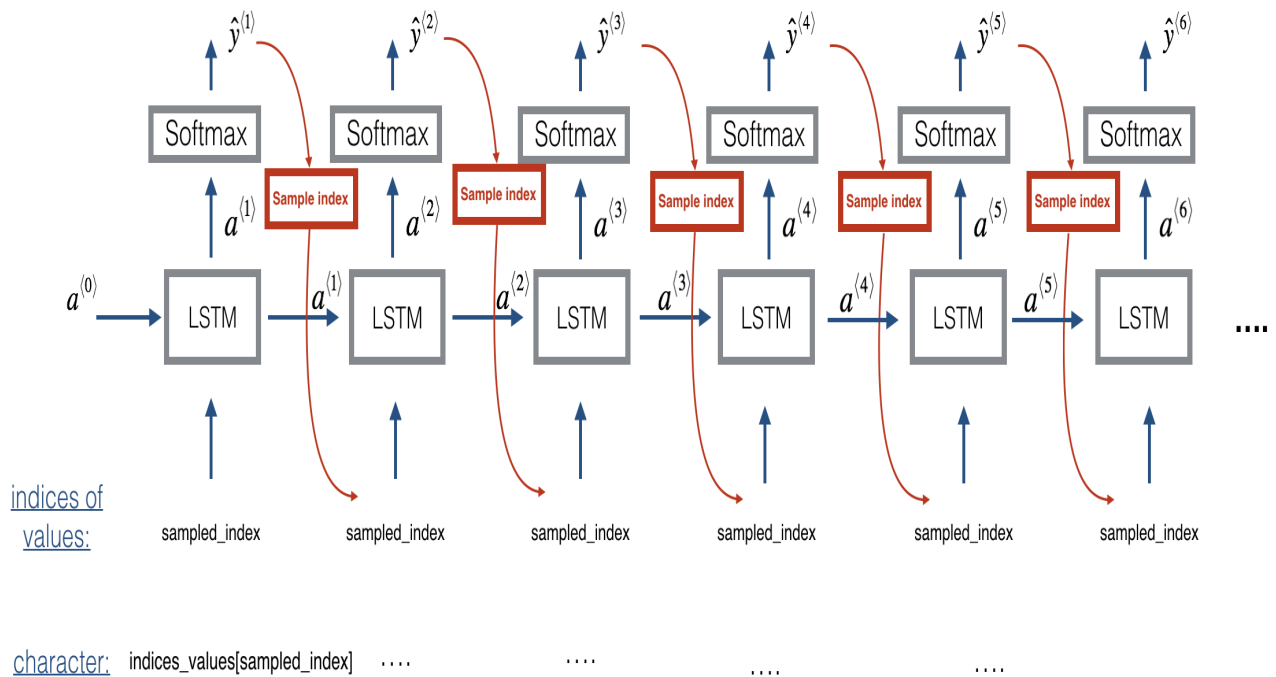 ŷ⟨1⟩ ŷ⟨2⟩ ŷ⟨3⟩ ŷ⟨4⟩ ŷ⟨5⟩ ŷ⟨6⟩
Softmax Softmax Softmax Softmax Softmax Softmax
Sample index Sample index Sample index Sample index Sample index
a⟨1⟩ a⟨2⟩ a⟨3⟩ a⟨4⟩ a⟨5⟩ a⟨6⟩
a⟨0⟩ a⟨1⟩ a⟨2⟩ a⟨3⟩ a⟨4⟩ a⟨5⟩
LSTM LSTM LSTM LSTM LSTM LSTM ....
indices of
values: sampled_index sampled_index sampled_index sampled_index sampled_index sampled_index
character: indices_values[sampled_index] .... .... .... ....